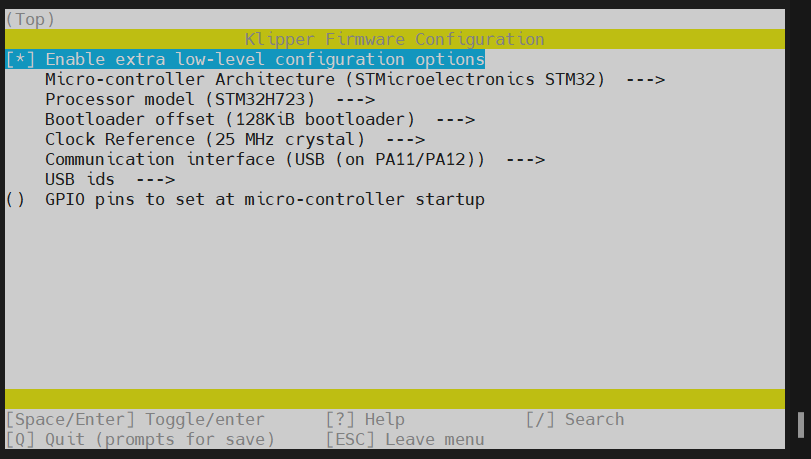 (Top)
Klipper Firmware Configuration
[*] Enable extra low-level configuration options
Micro-controller Architecture (STMicroelectronics STM32)  --->
Processor model (STM32H723)  --->
Bootloader offset (128KiB bootloader)  --->
Clock Reference (25 MHz crystal)  --->
Communication interface (USB (on PA11/PA12))  --->
USB ids  --->
()  GPIO pins to set at micro-controller startup
[Space/Enter] Toggle/enter      [?] Help            [/] Search
[Q] Quit (prompts for save)     [ESC] Leave menu